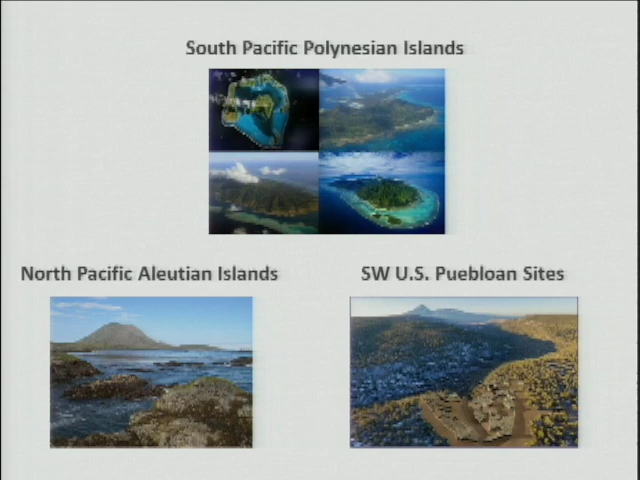 South Pacific Polynesian Islands
North Pacific Aleutian Islands
SW U.S. Puebloan Sites